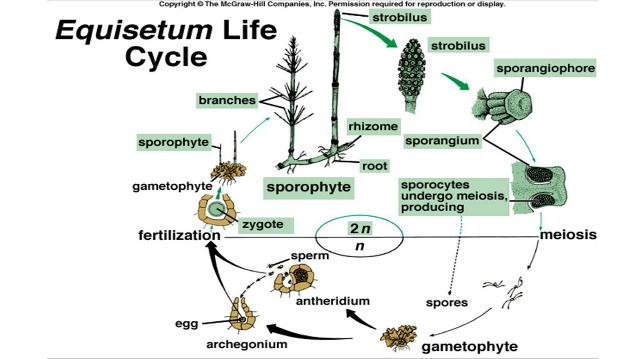 Copyright © The McGraw-Hill Companies, Inc. Permission required for reproduction or display.
Equisetum Life
Cycle
strobilus
strobilus
sporangiophore
branches
rhizome
sporangium
sporophyte
root
gametophyte
sporophyte
sporocytes
undergo meiosis,
producing
zygote
2 n
fertilization
meiosis
n
sperm
antheridium
spores
egg
archegonium
gametophyte